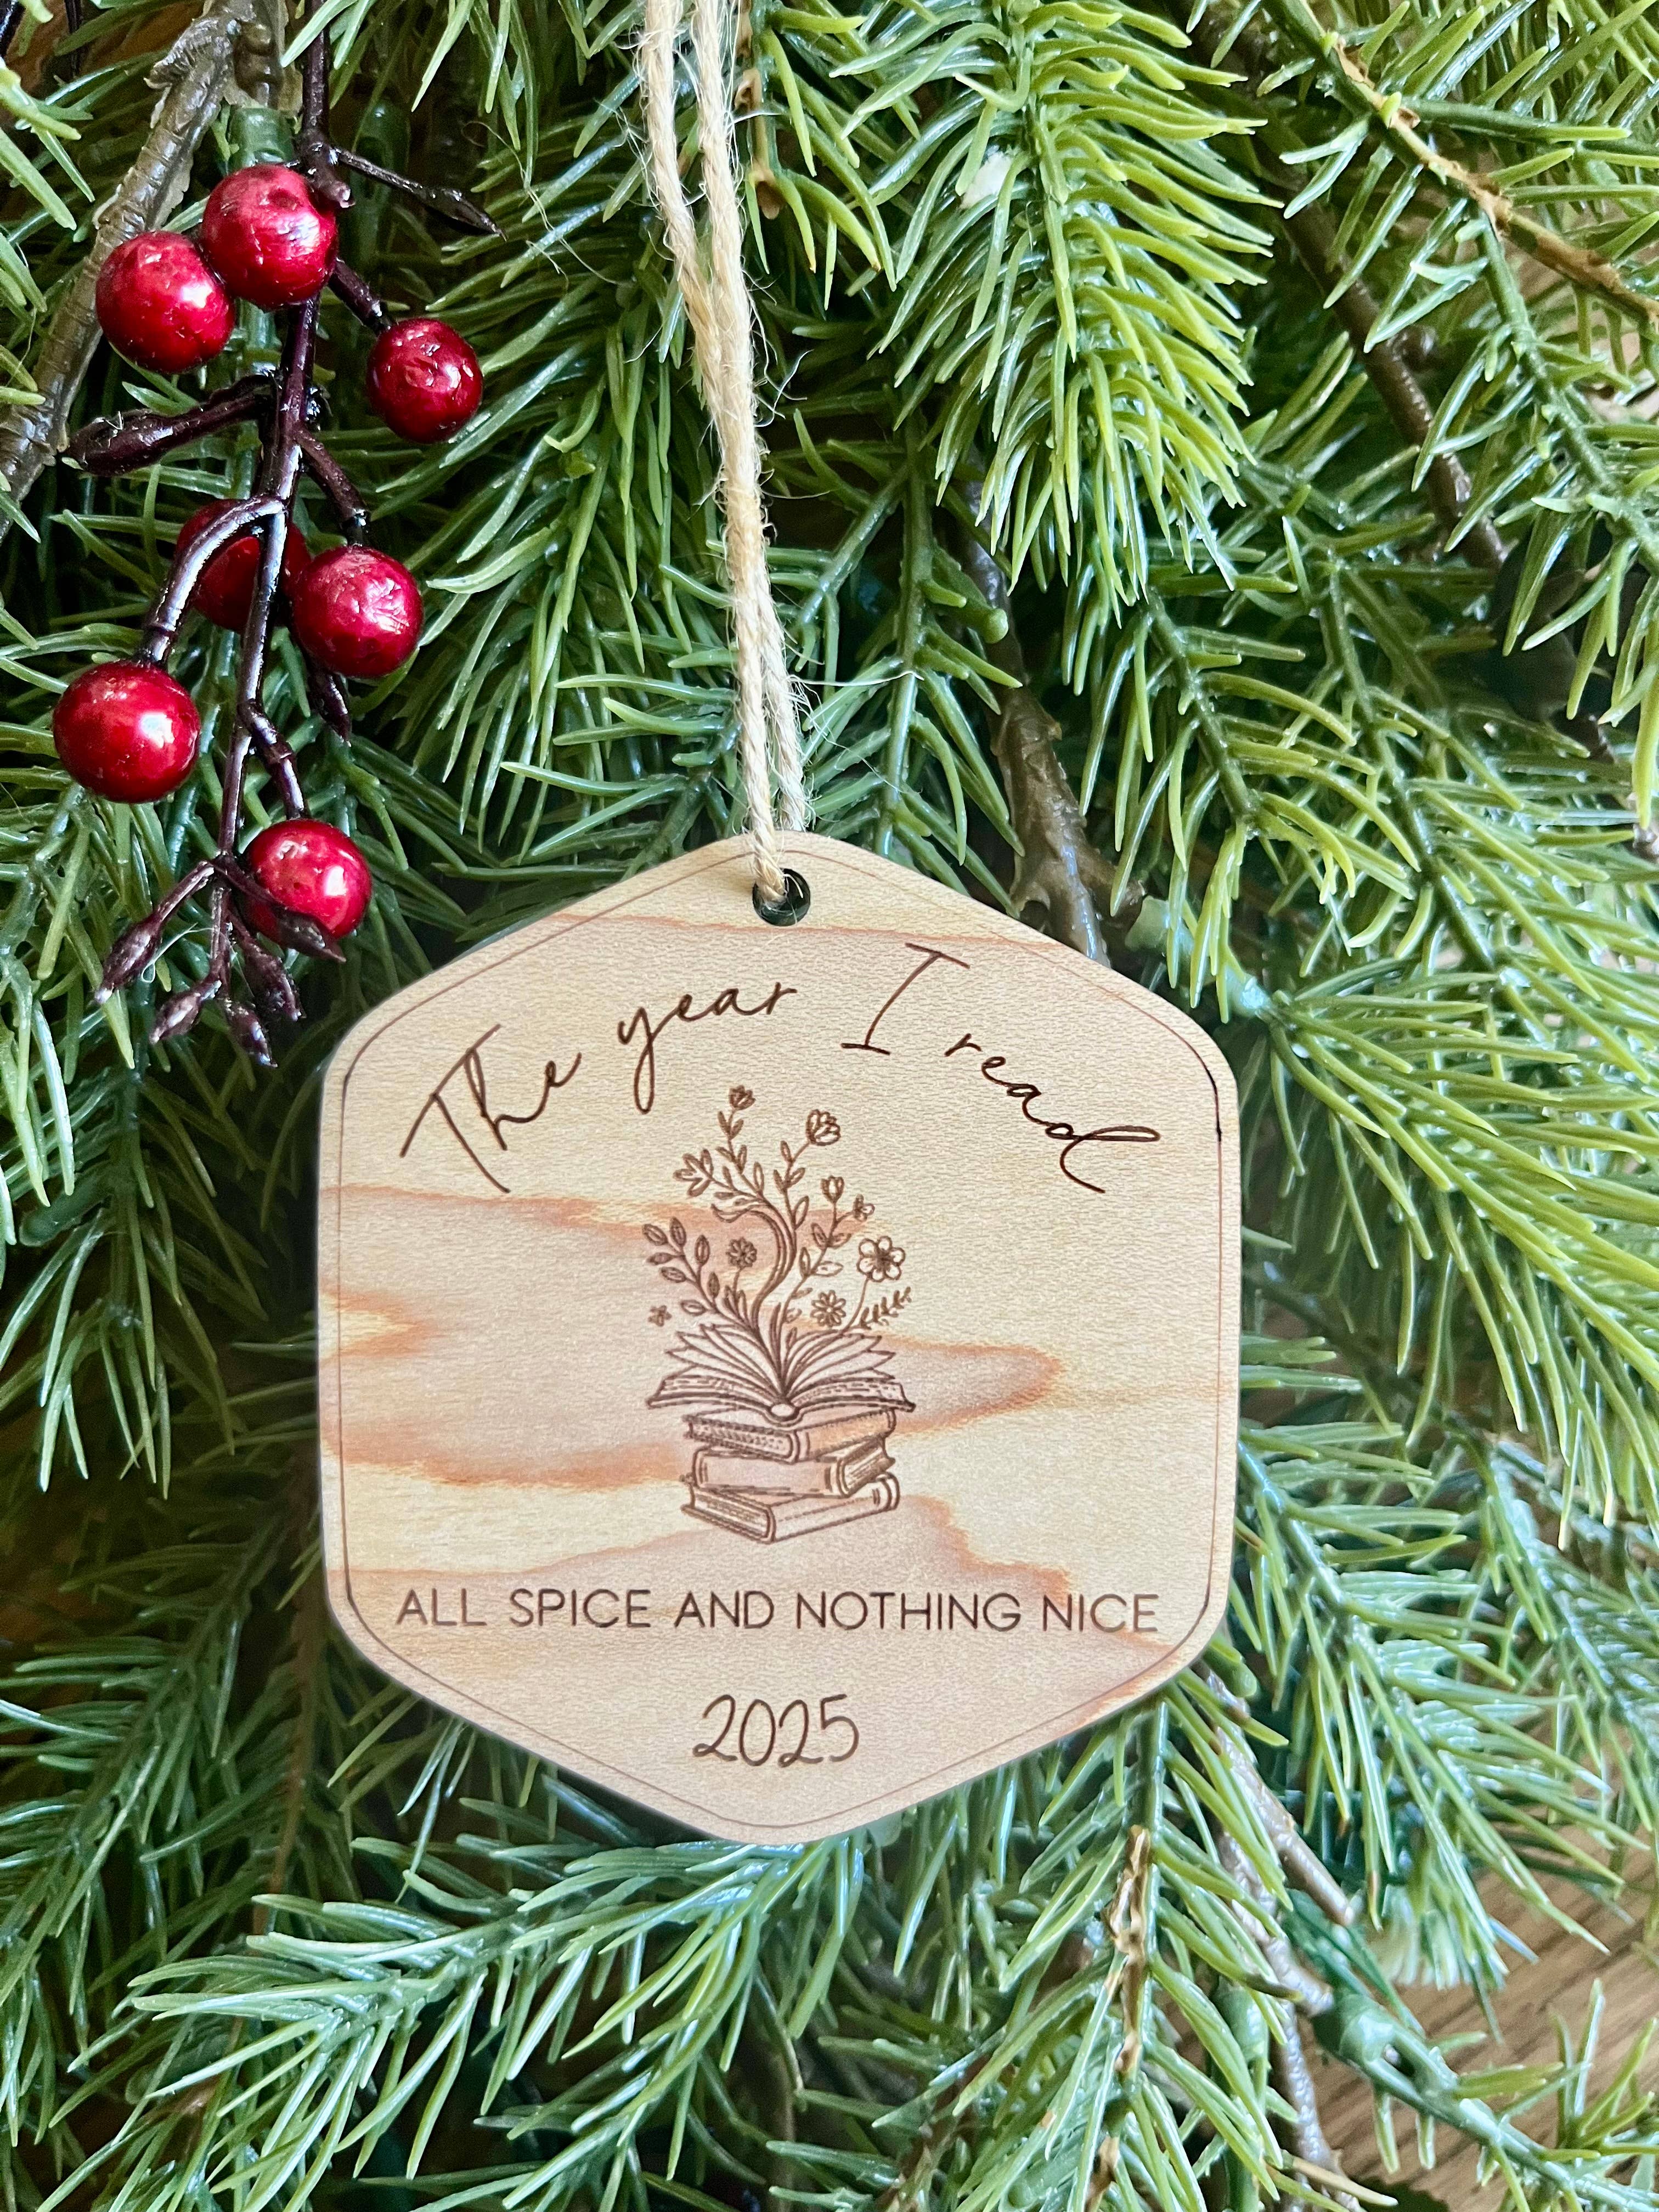 The year I read
ALL SPICE AND NOTHING NICE
2025